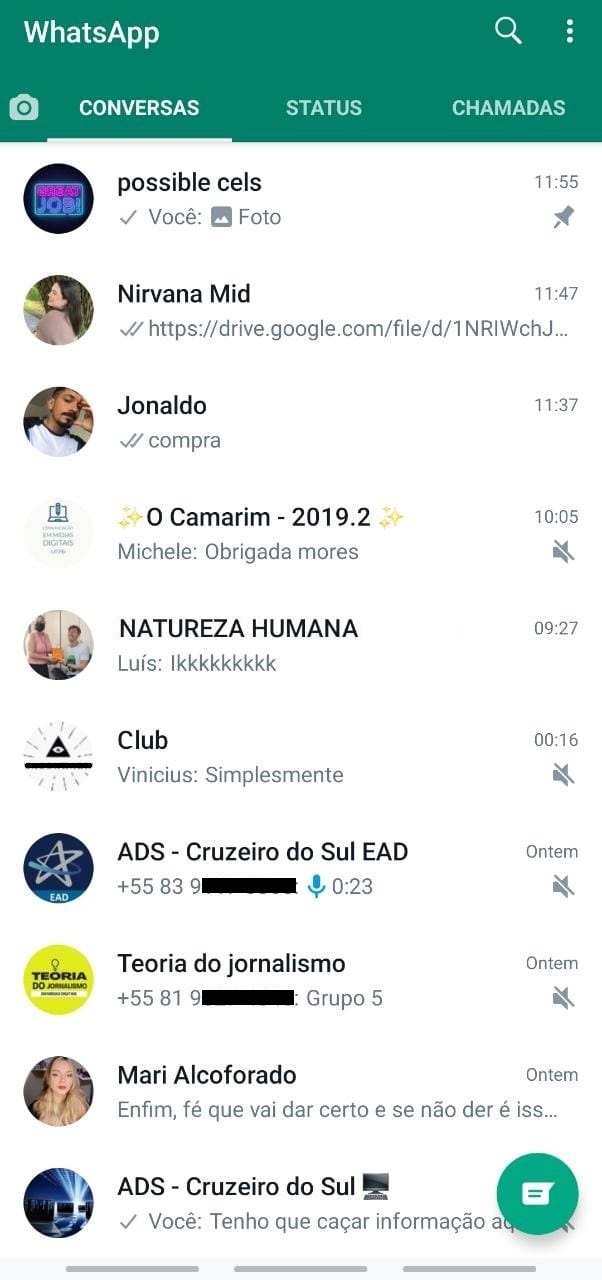 WhatsApp
CONVERSAS STATUS CHAMADAS
GREAT
JOB!
possible cels 11:55
Você: Foto
Nirvana Mid 11:47
https://drive.google.com/file/d/1NRIWchJ...
Jonaldo 11:37
compra
COMUNICAÇÃO
EM MÍDIAS
DIGITAIS
UFPB
✨O Camarim - 2019.2 ✨ 10:05
Michele: Obrigada mores
NATUREZA HUMANA 09:27
Luís: Ikkkkkkkkk
Club 00:16
Vinicius: Simplesmente
EAD
ADS - Cruzeiro do Sul EAD Ontem
+55 83 9 0:23
TEORIA
DO JORNALISMO
Teoria do jornalismo Ontem
+55 81 9 : Grupo 5
Mari Alcoforado Ontem
Enfim, fé que vai dar certo e se não der é iss...
ADS - Cruzeiro do Sul 🖥️
Você: Tenho que caçar informação